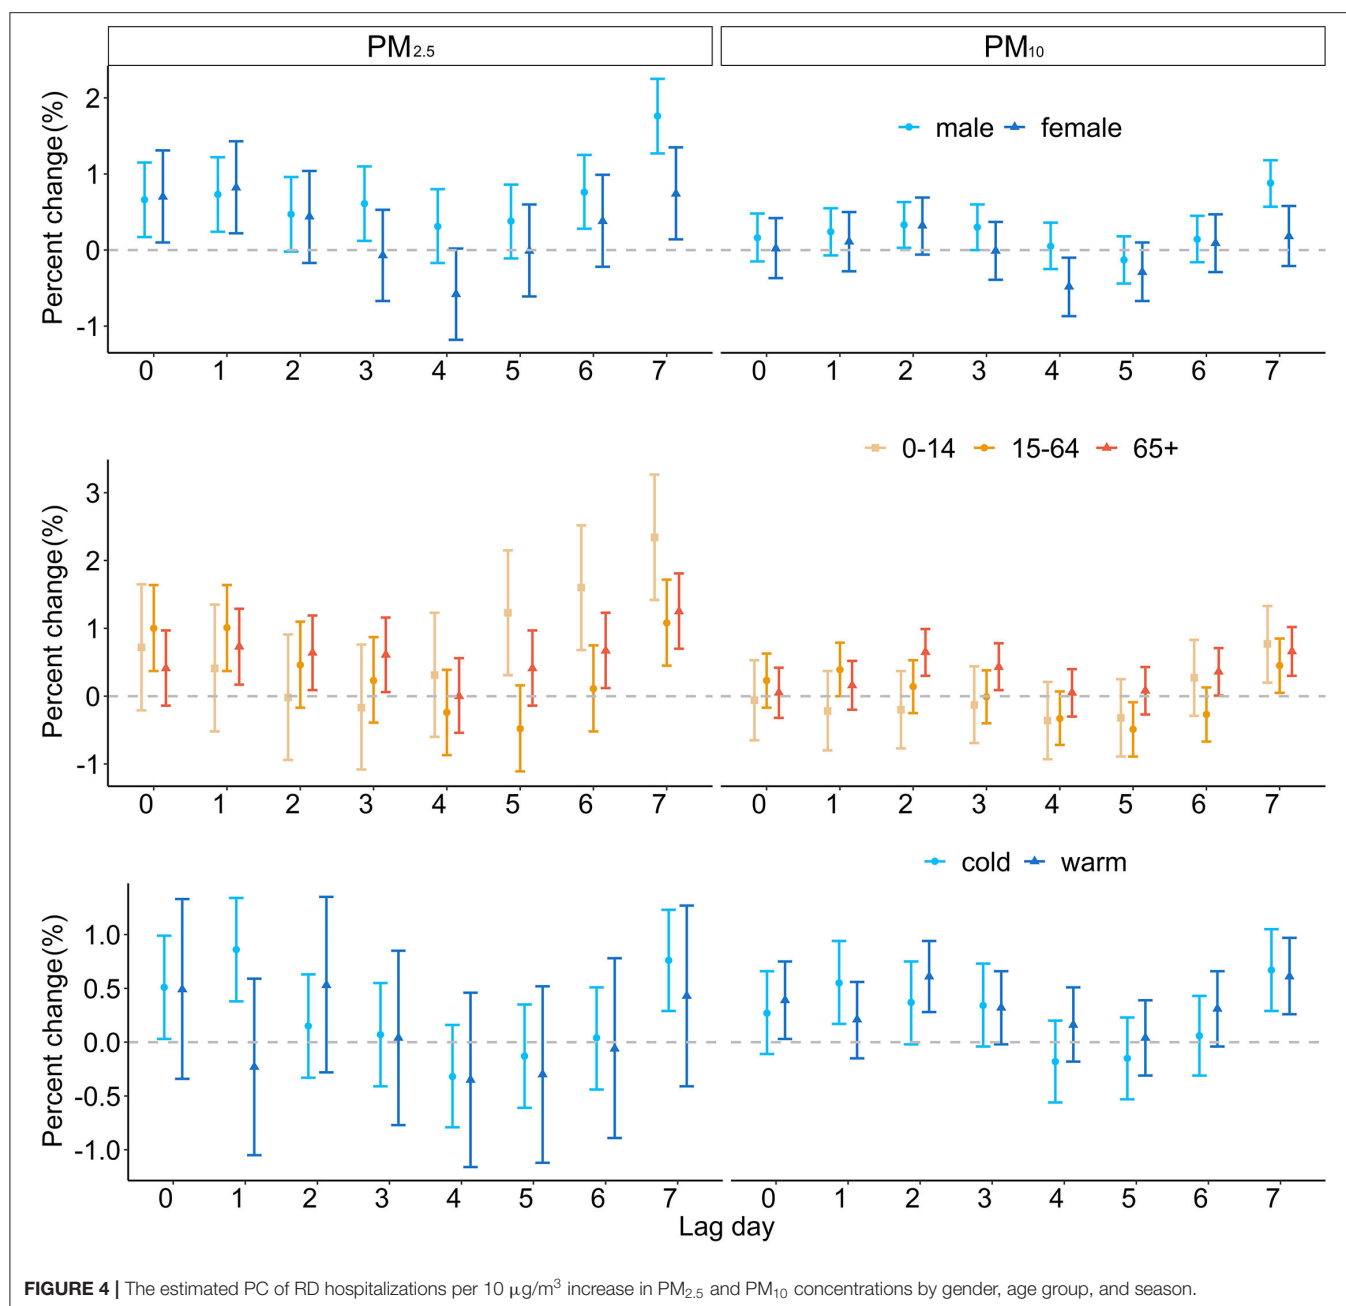 PM2.5 PM10
Percent change(%)
2
1
0
-1
male female
0 1 2 3 4 5 6 7 0 1 2 3 4 5 6 7
0-14 15-64 65+
Percent change(%)
3
2
1
0
-1
0 1 2 3 4 5 6 7 0 1 2 3 4 5 6 7
cold warm
Percent change(%)
1.0
0.5
0.0
-0.5
-1.0
0 1 2 3 4 5 6 7 0 1 2 3 4 5 6 7
Lag day
FIGURE 4 | The estimated PC of RD hospitalizations per 10 μg/m³ increase in PM2.5 and PM10 concentrations by gender, age group, and season.